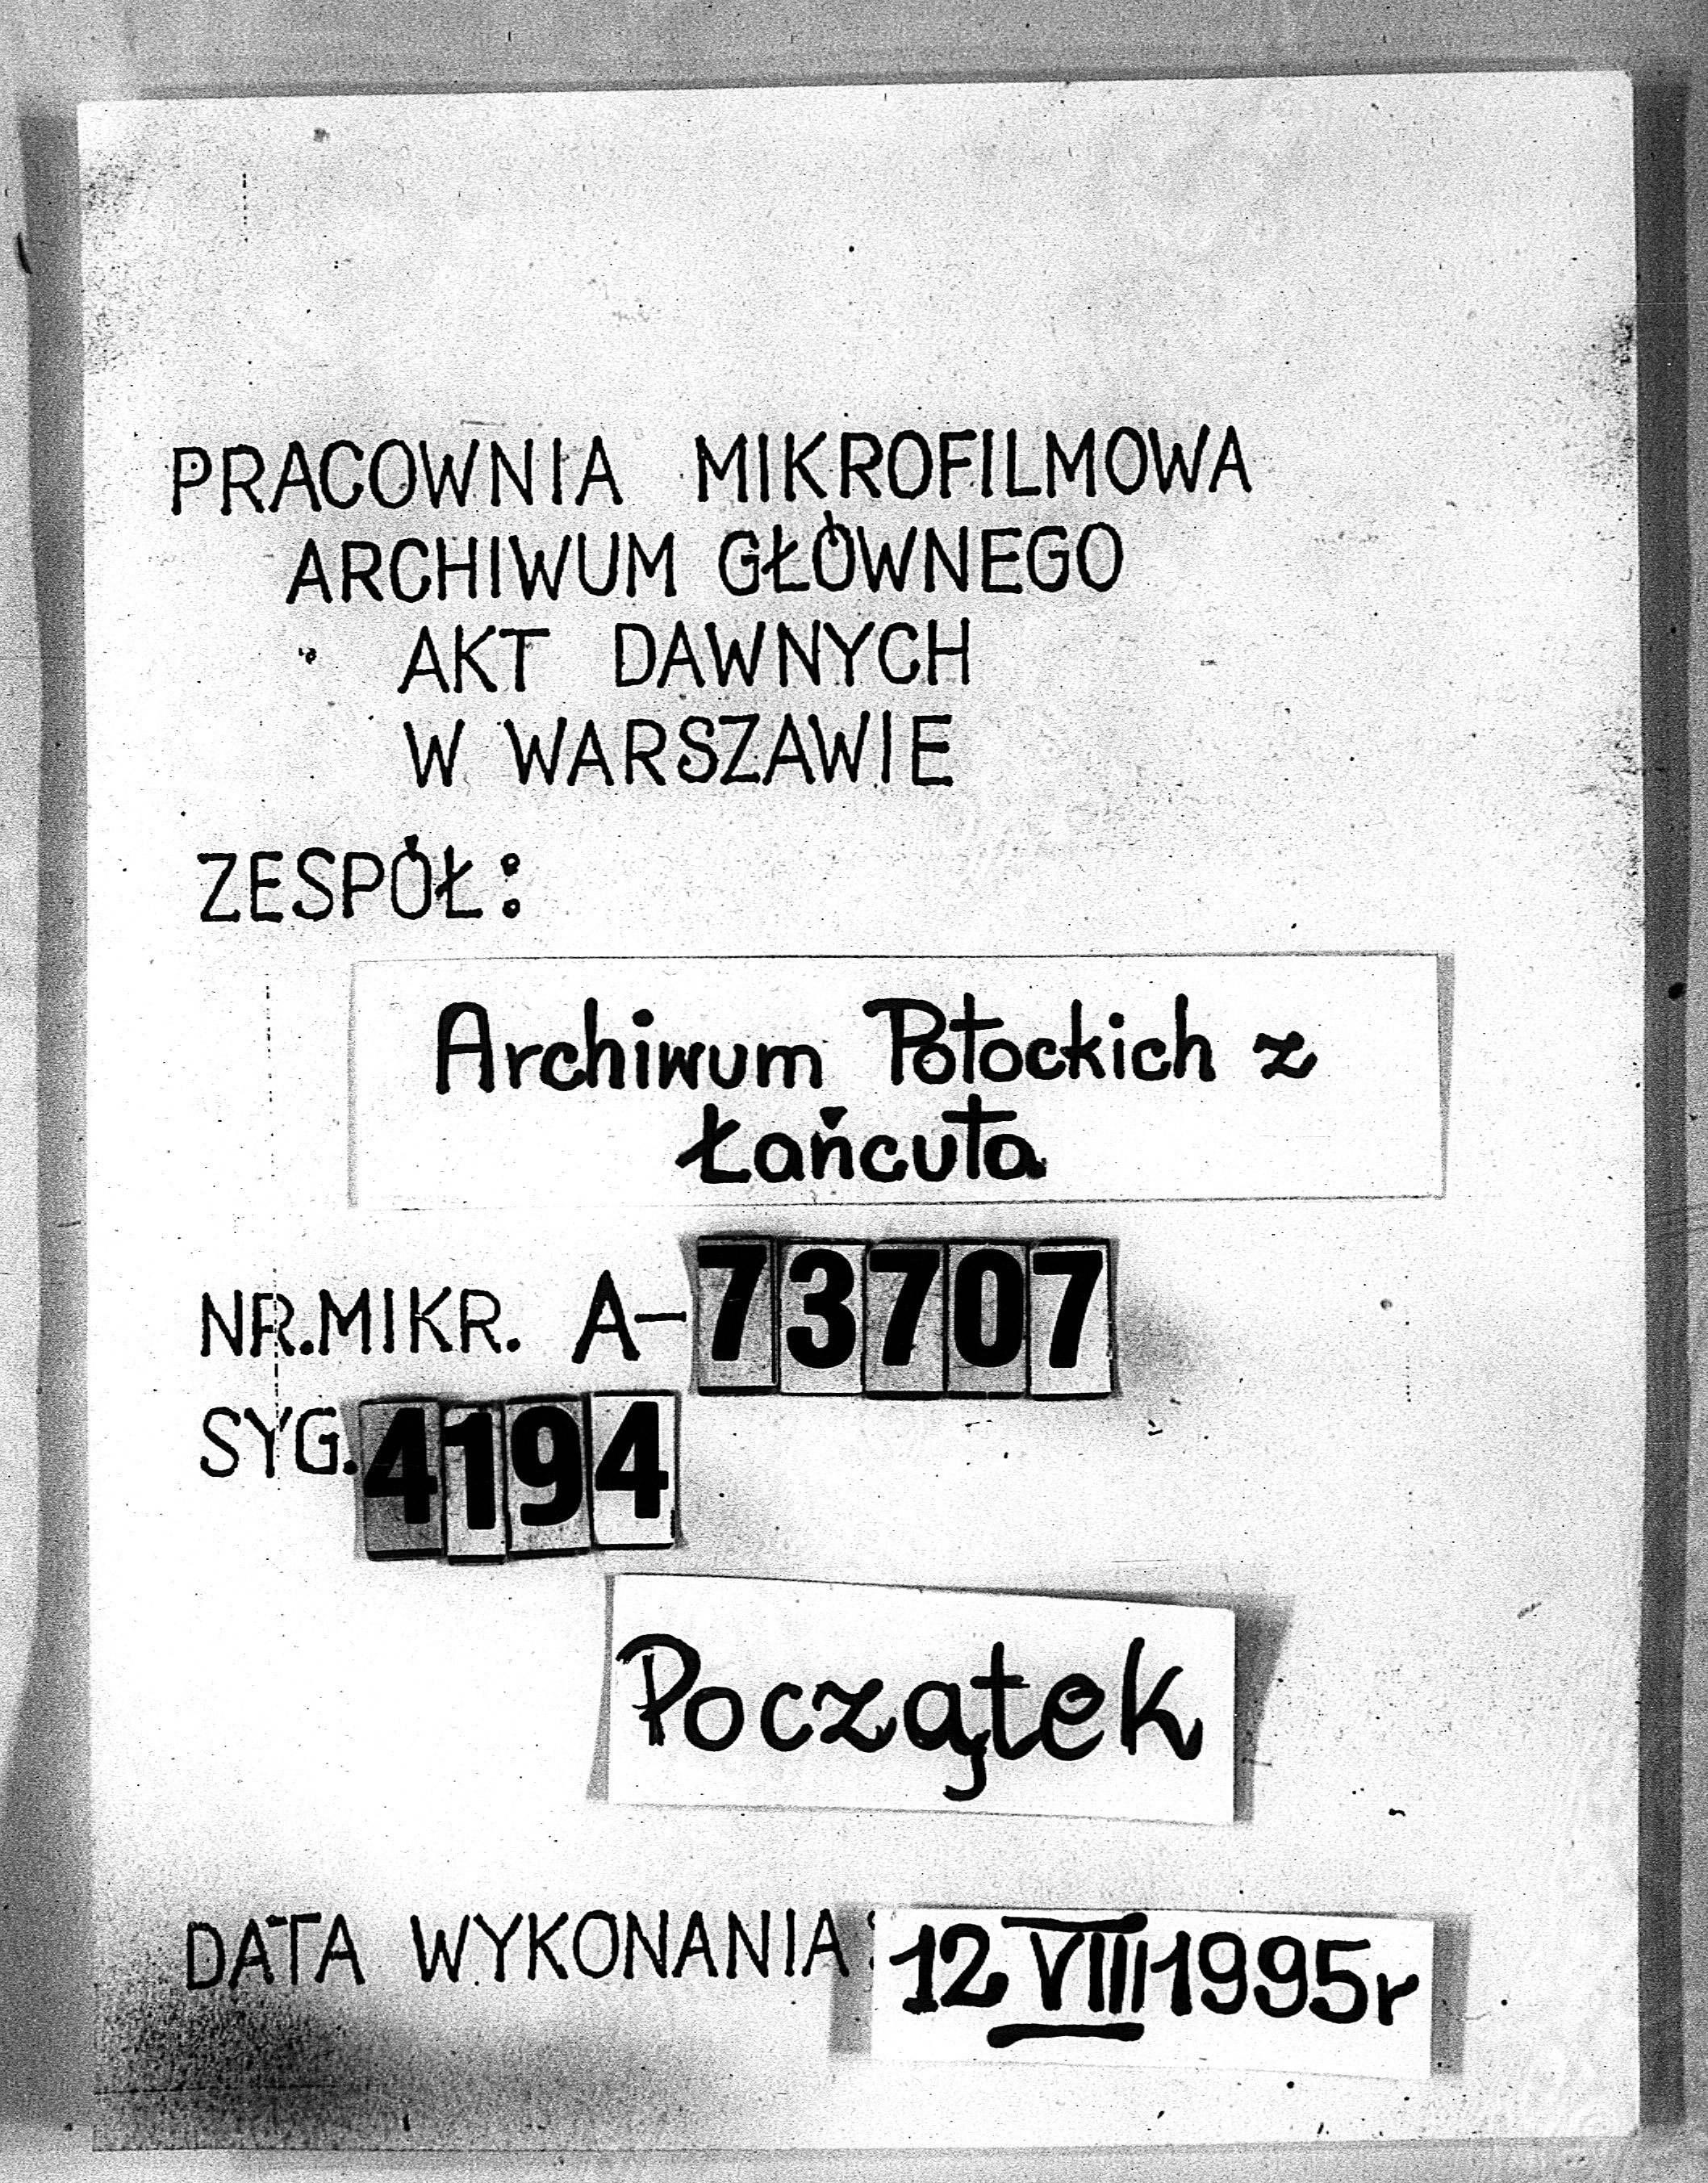 PRACOWNIA MIKROFILMOWA
ARCHIWUM GŁÓWNEGO
AKT DAWNYCH
W WARSZAWIE
ZESPÓŁ:
Archiwum Potockich z
Łańcuta
NR.MIKR. A-73707
SYG. 4194
Początek
DATA WYKONANIA: 12 VIII 1995r